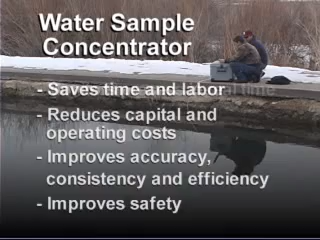 Water Sample
Concentrator
- Saves time and labor
- Reduces capital and
operating costs
- Improves accuracy,
consistency and efficiency
- Improves safety